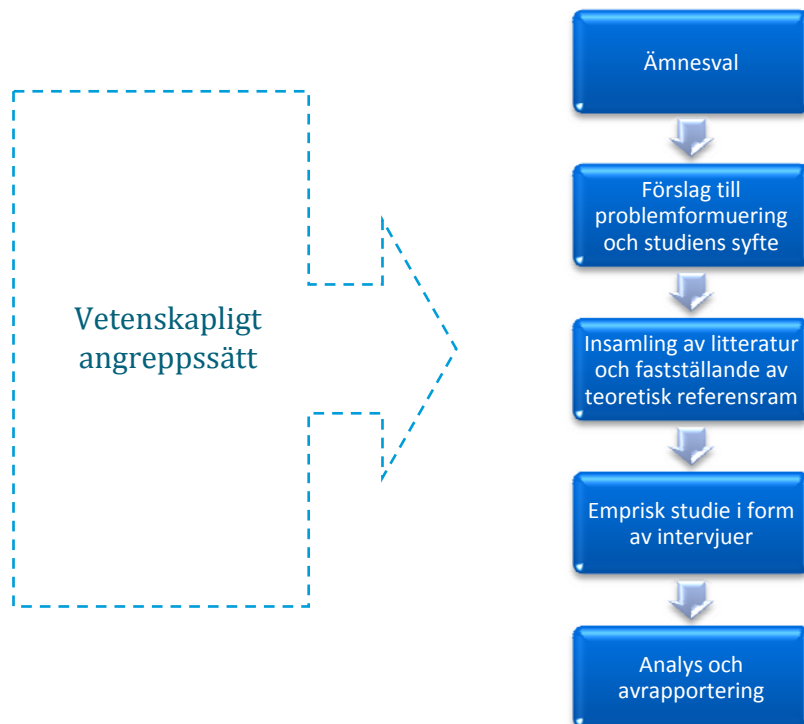 Vetenskapligt
angreppssätt
Ämnesval
Förslag till
problemformuering
och studiens syfte
Insamling av litteratur
och fastställande av
teoretisk referensram
Emprisk studie i form
av intervjuer
Analys och
avrapportering